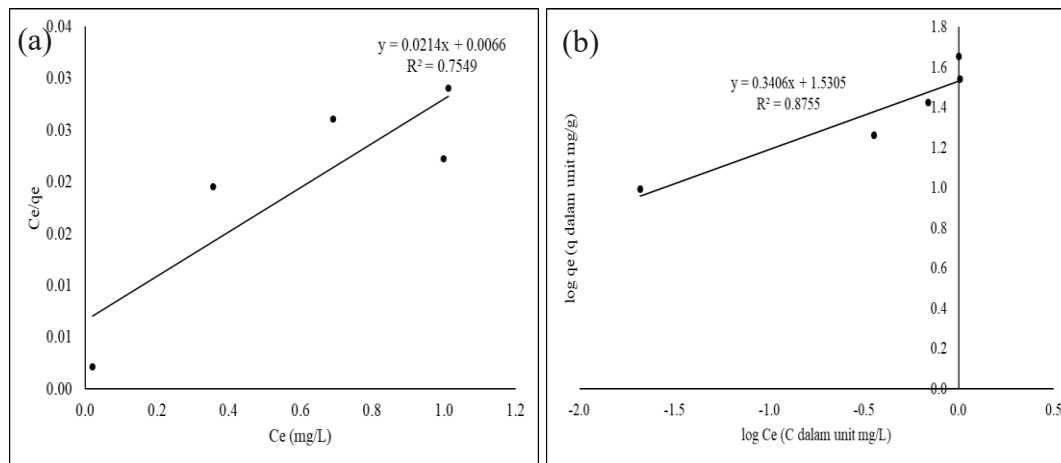 (a)
y = 0.0214x + 0.0066
R² = 0.7549
Ce/qe
0.04
0.03
0.03
0.02
0.02
0.01
0.01
0.00
0.0 0.2 0.4 0.6 0.8 1.0 1.2
Ce (mg/L)
(b)
y = 0.3406x + 1.5305
R² = 0.8755
log qe (q dalam unit mg/g)
1.8
1.6
1.4
1.2
1.0
0.8
0.6
0.4
0.2
0.0
-2.0 -1.5 -1.0 -0.5 0.0 0.5
log Ce (C dalam unit mg/L)